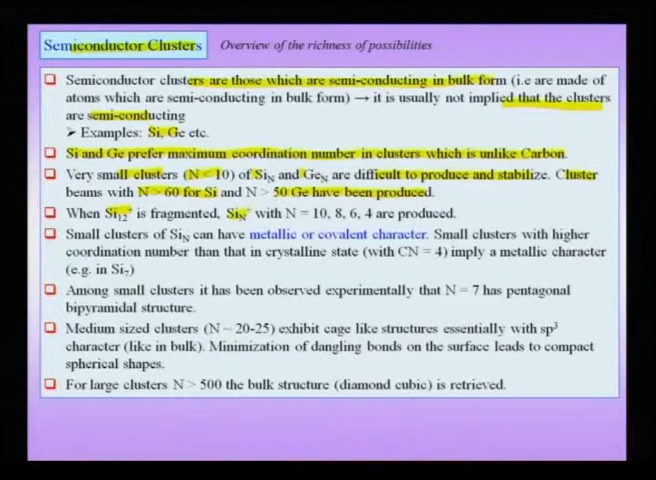 Semiconductor Clusters Overview of the richness of possibilities
Semiconductor clusters are those which are semi-conducting in bulk form (i.e are made of
atoms which are semi-conducting in bulk form) → it is usually not implied that the clusters
are semi-conducting
➤ Examples: Si, Ge etc.
Si and Ge prefer maximum coordination number in clusters which is unlike Carbon.
Very small clusters (N < 10) of Si_N and Ge_N are difficult to produce and stabilize. Cluster
beams with N > 60 for Si and N > 50 Ge have been produced.
When Si₁₂⁺ is fragmented, Si_N⁺ with N = 10, 8, 6, 4 are produced.
Small clusters of Si_N can have metallic or covalent character. Small clusters with higher
coordination number than that in crystalline state (with CN = 4) imply a metallic character
(e.g. in Si₇)
Among small clusters it has been observed experimentally that N = 7 has pentagonal
bipyramidal structure.
Medium sized clusters (N ~ 20-25) exhibit cage like structures essentially with sp³
character (like in bulk). Minimization of dangling bonds on the surface leads to compact
spherical shapes.
For large clusters N > 500 the bulk structure (diamond cubic) is retrieved.